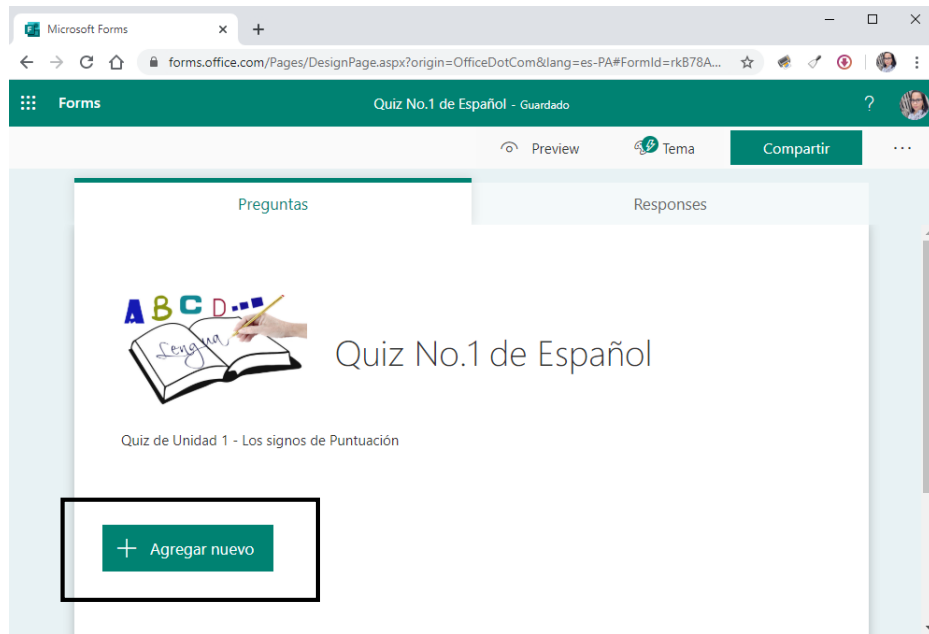 Microsoft Forms
forms.office.com/Pages/DesignPage.aspx?origin=OfficeDotCom&lang=es-PA#FormId=rkB78A...
Forms
Quiz No.1 de Español - Guardado
?
Preview
Tema
Compartir
...
Preguntas
Responses
A B C D
Lengua
Quiz No.1 de Español
Quiz de Unidad 1 - Los signos de Puntuación
+ Agregar nuevo